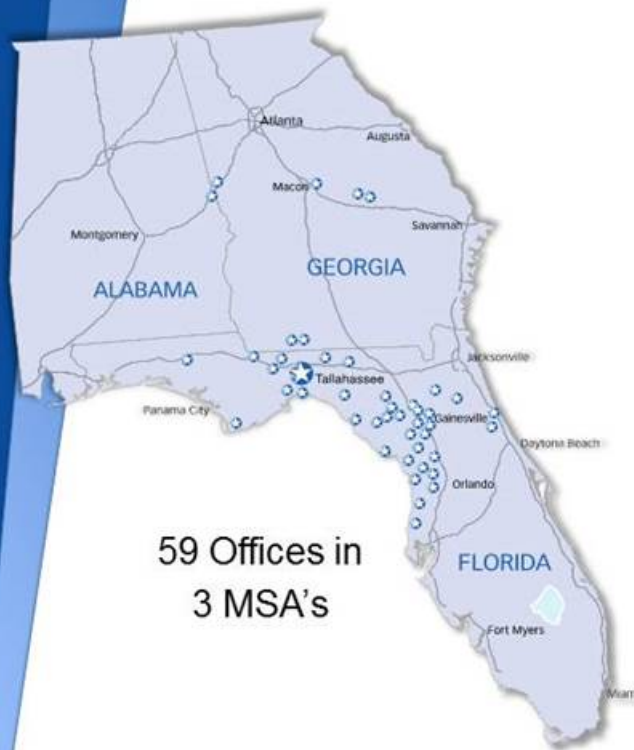 Atlanta
Augusta
Macon
Savannah
Montgomery
GEORGIA
ALABAMA
Jacksonville
Tallahassee
Panama City
Gainesville
Daytona Beach
Orlando
59 Offices in
3 MSA's
FLORIDA
Fort Myers